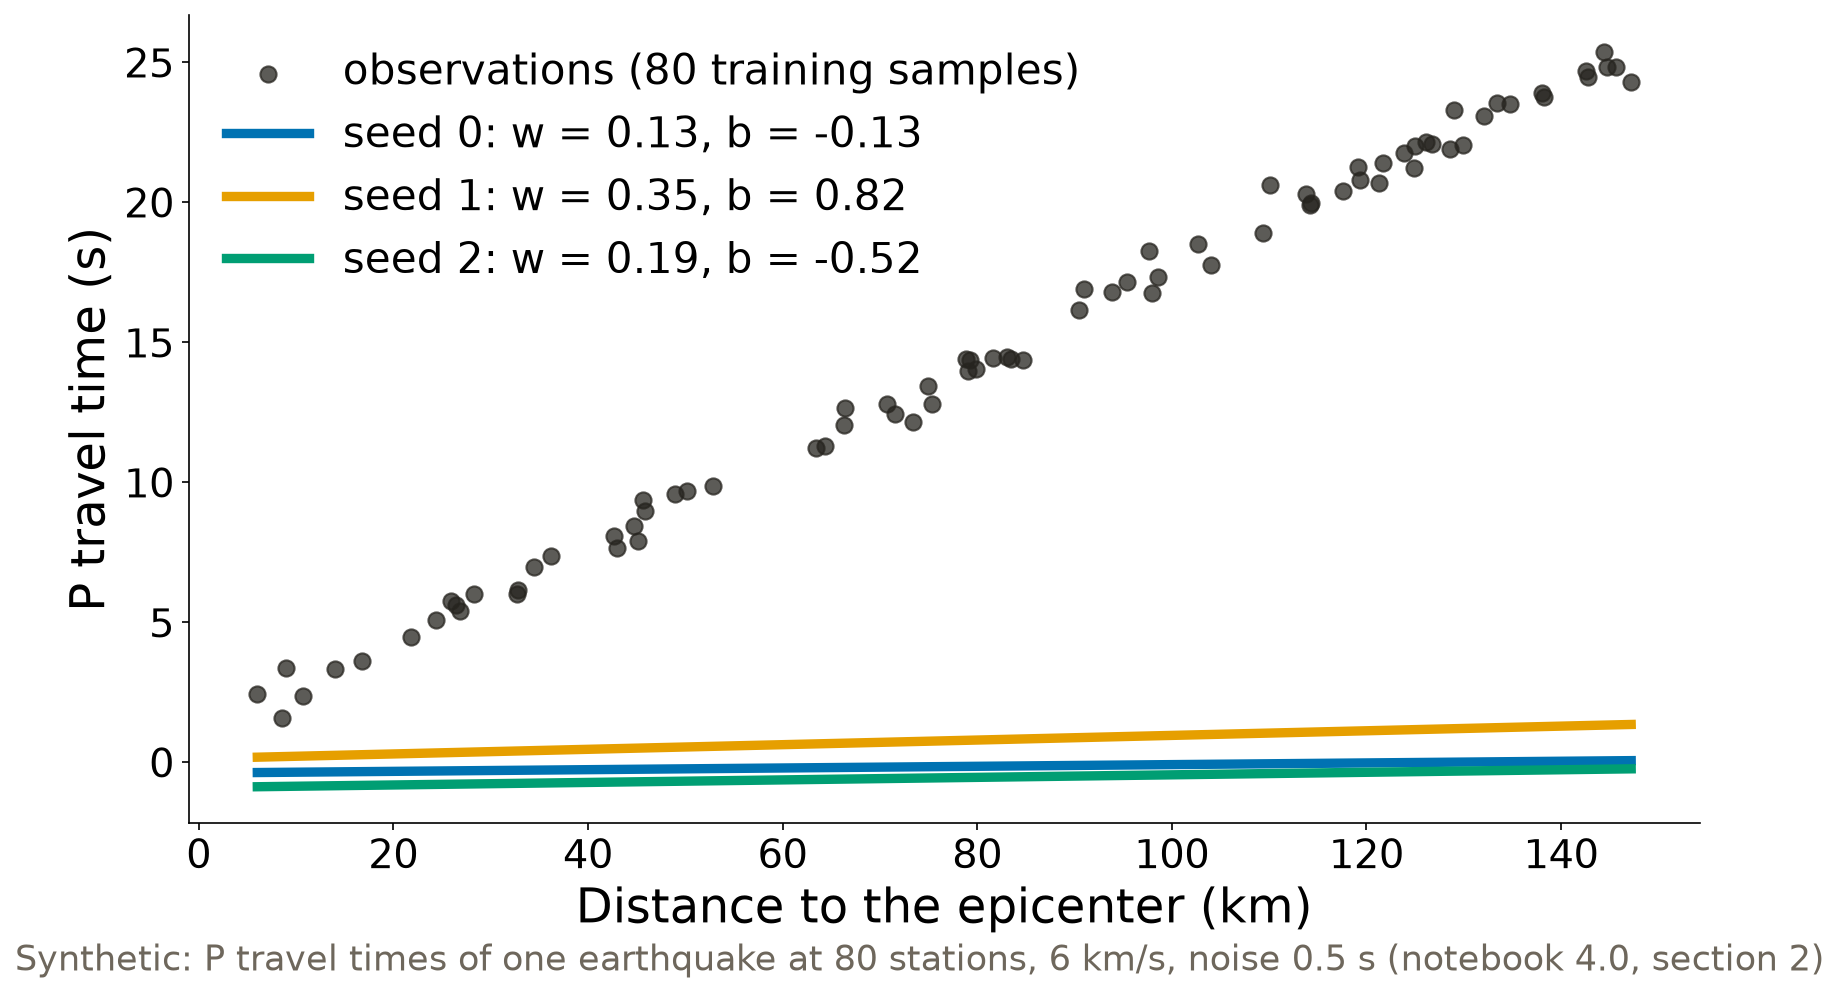 observations (80 training samples)
seed 0: w = 0.13, b = -0.13
seed 1: w = 0.35, b = 0.82
seed 2: w = 0.19, b = -0.52
P travel time (s)
25
20
15
10
5
0
0 20 40 60 80 100 120 140
Distance to the epicenter (km)
Synthetic: P travel times of one earthquake at 80 stations, 6 km/s, noise 0.5 s (notebook 4.0, section 2)